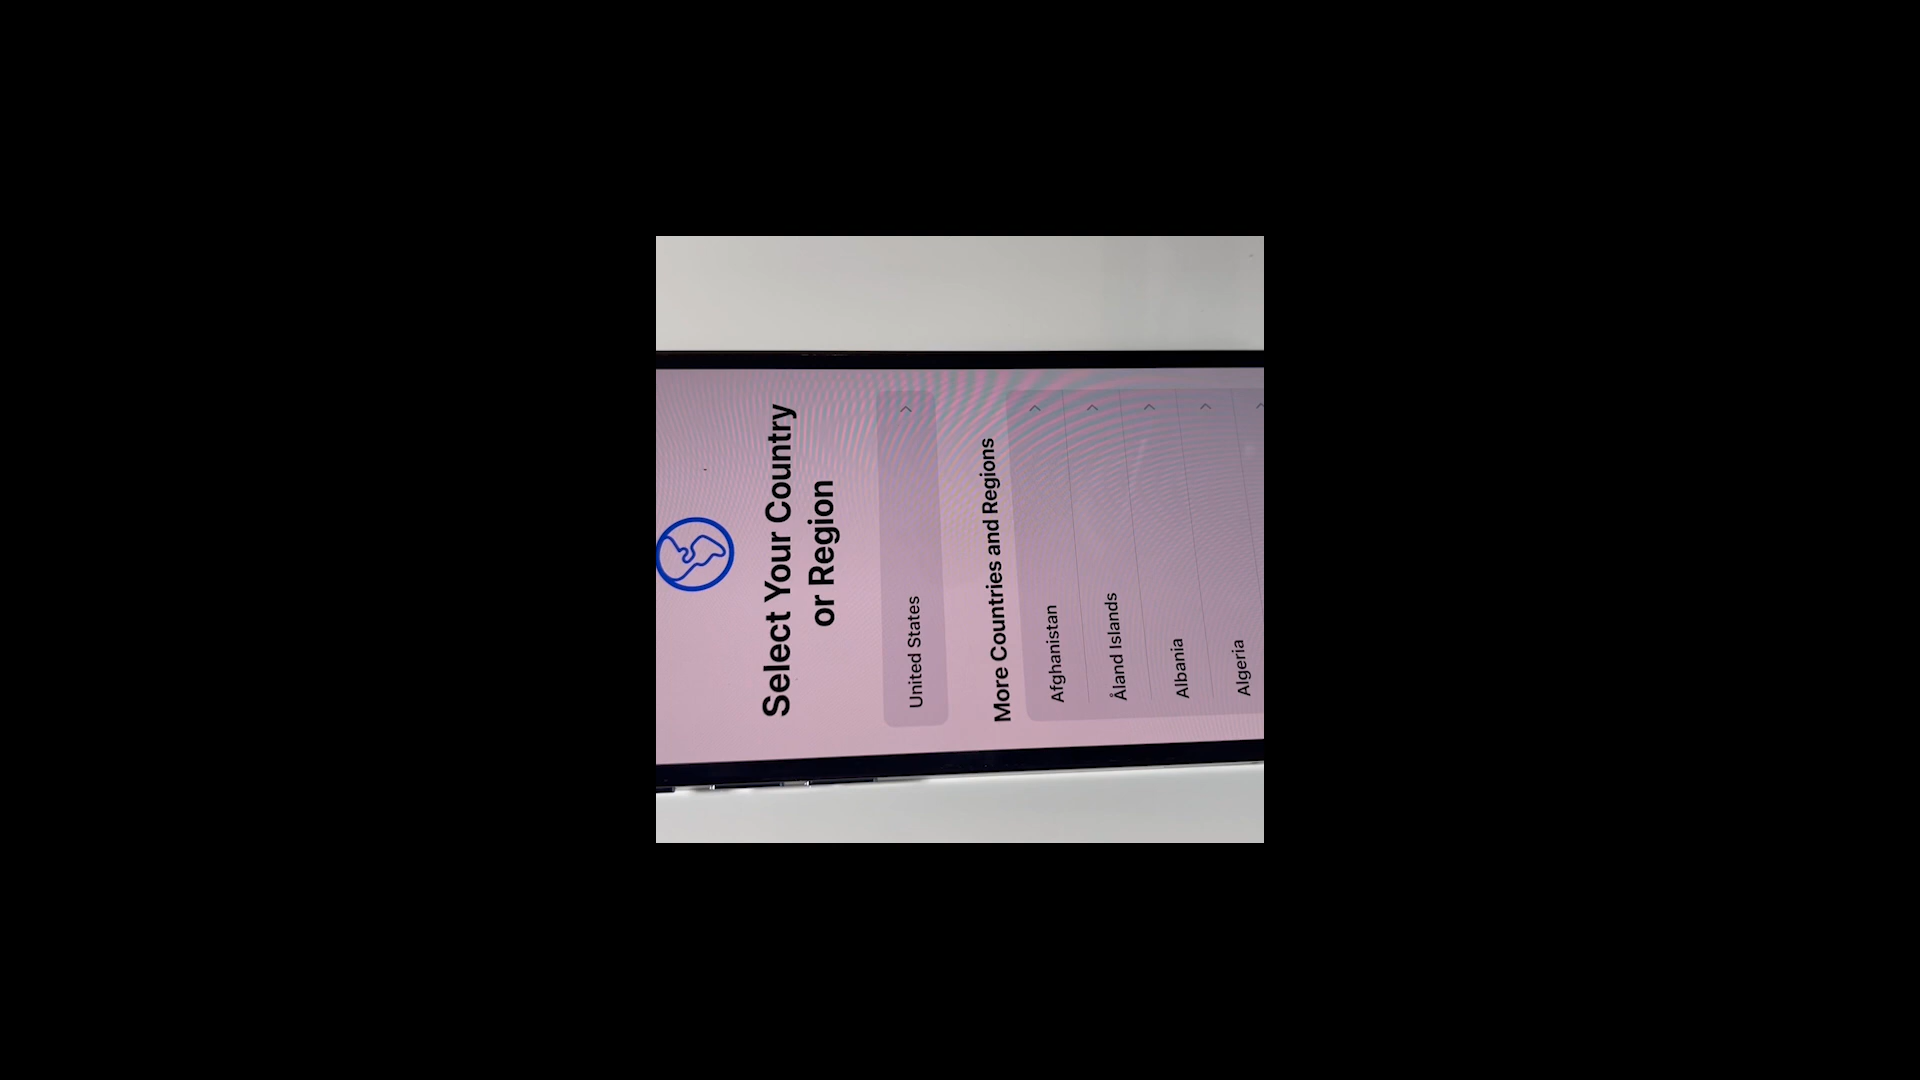 Select Your Country
or Region
United States
More Countries and Regions
Afghanistan
Åland Islands
Albania
Algeria